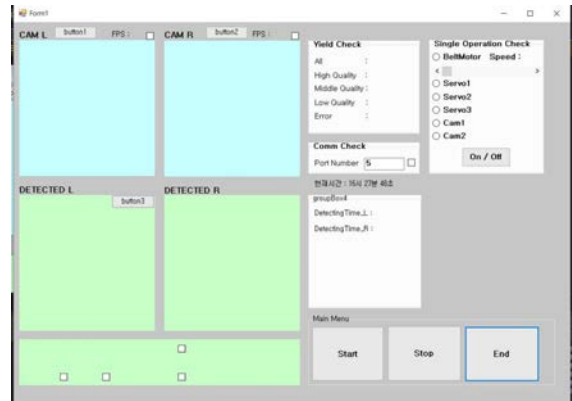 Form1
CAM L button1 FPS :
CAM R button2 FPS :
Yield Check
All :
High Quality :
Middle Quality :
Low Quality :
Error :
Single Operation Check
BeltMotor Speed :
Servo1
Servo2
Servo3
Cam1
Cam2
On / Off
Comm Check
Port Number 5
현재시간 : 16시 27분 46초
DETECTED L
button3
DETECTED R
groupBox4
DetectingTime_L :
DetectingTime_R :
Main Menu
Start Stop End